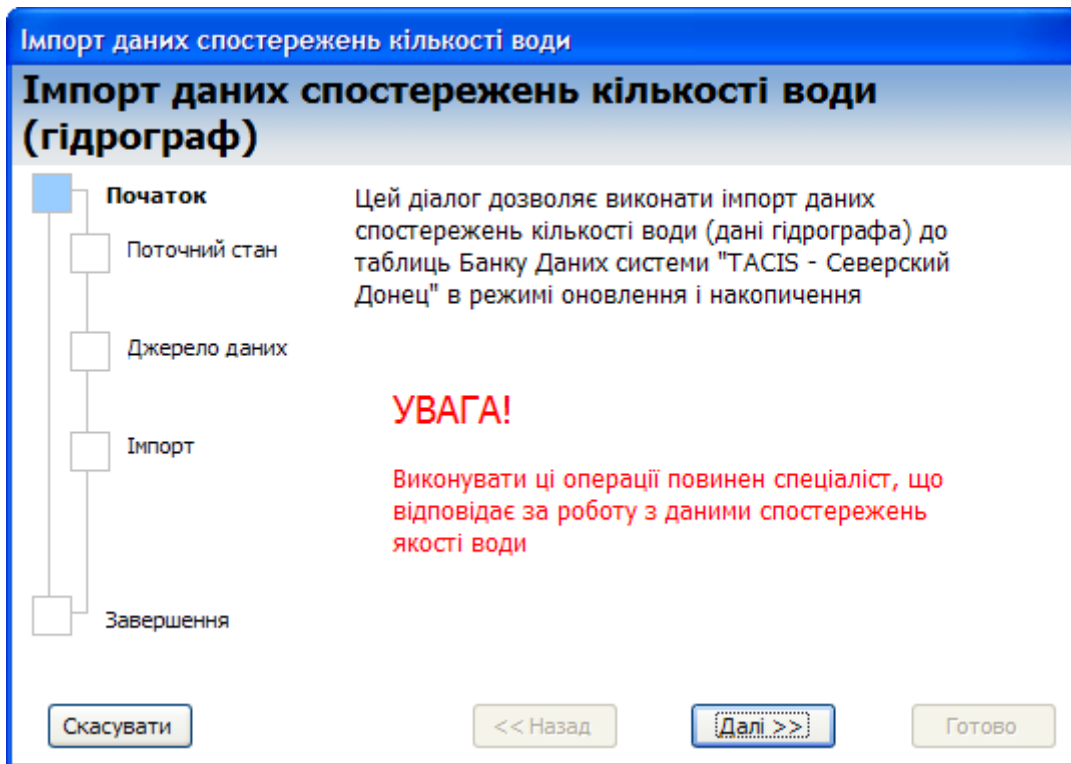 Імпорт даних спостережень кількості води
Імпорт даних спостережень кількості води
(гідрограф)
Початок
Поточний стан
Джерело даних
Імпорт
Завершення
Цей діалог дозволяє виконати імпорт даних
спостережень кількості води (дані гідрографа) до
таблиць Банку Даних системи "TACIS - Северский
Донец" в режимі оновлення і накопичення
УВАГА!
Виконувати ці операції повинен спеціаліст, що
відповідає за роботу з даними спостережень
якості води
Скасувати
<< Назад
Далі >>
Готово